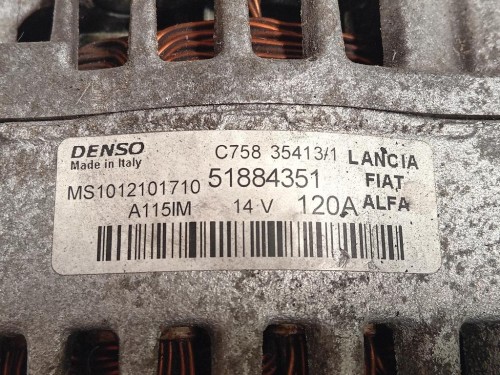 DENSO
Made in Italy
C758 35413/1
LANCIA
MS1012101710 51884351
FIAT
A115IM 14 V 120A
ALFA